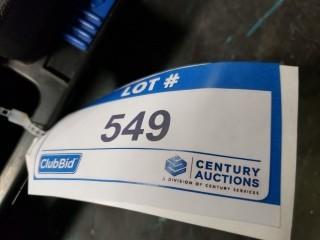 LOT #
549
ClubBid
CENTURY
AUCTIONS
A DIVISION OF CENTURY SERVICES